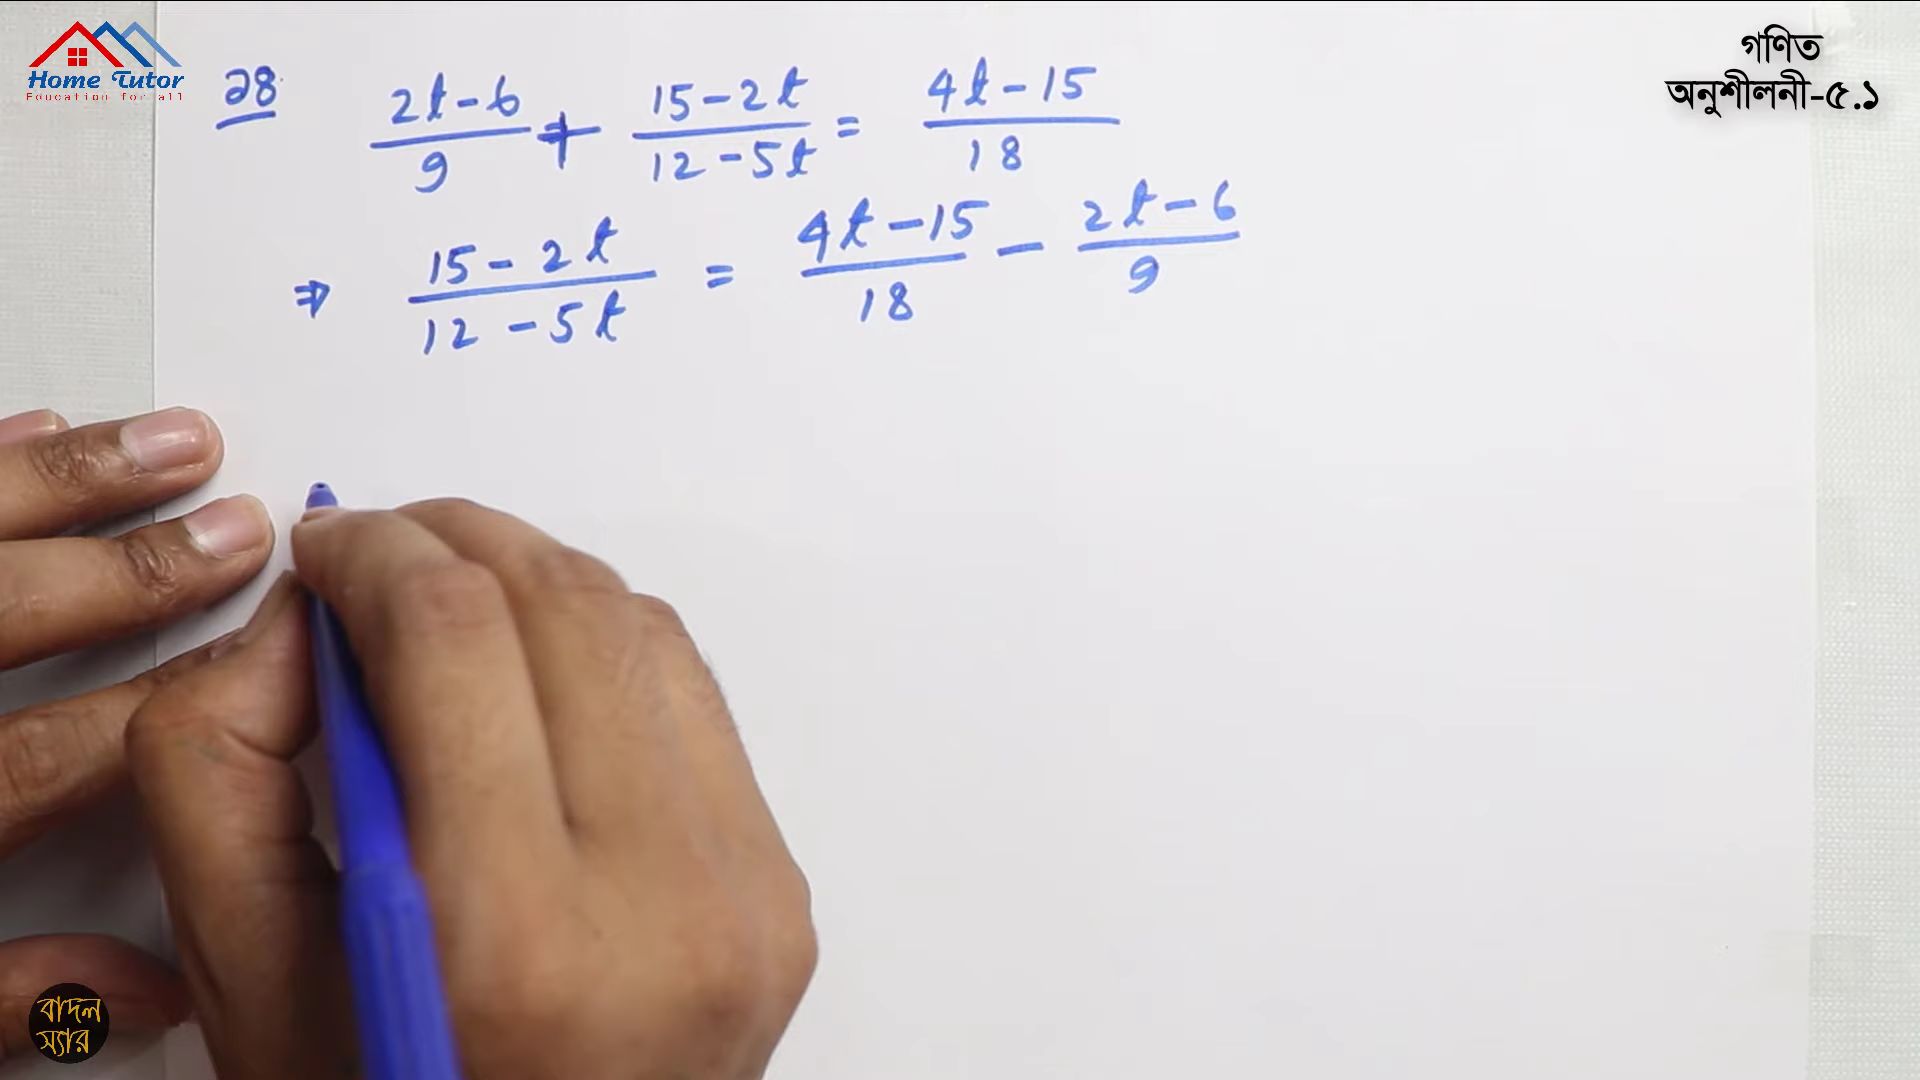 Home Tutor
Education for all
গণিত
অনুশীলনী-৫.১
১৪. (2t-6)/9 + (15-2t)/(12-5t) = (4t-15)/18
⇒ (15-2t)/(12-5t) = (4t-15)/18 - (2t-6)/9
বাদল
স্যার